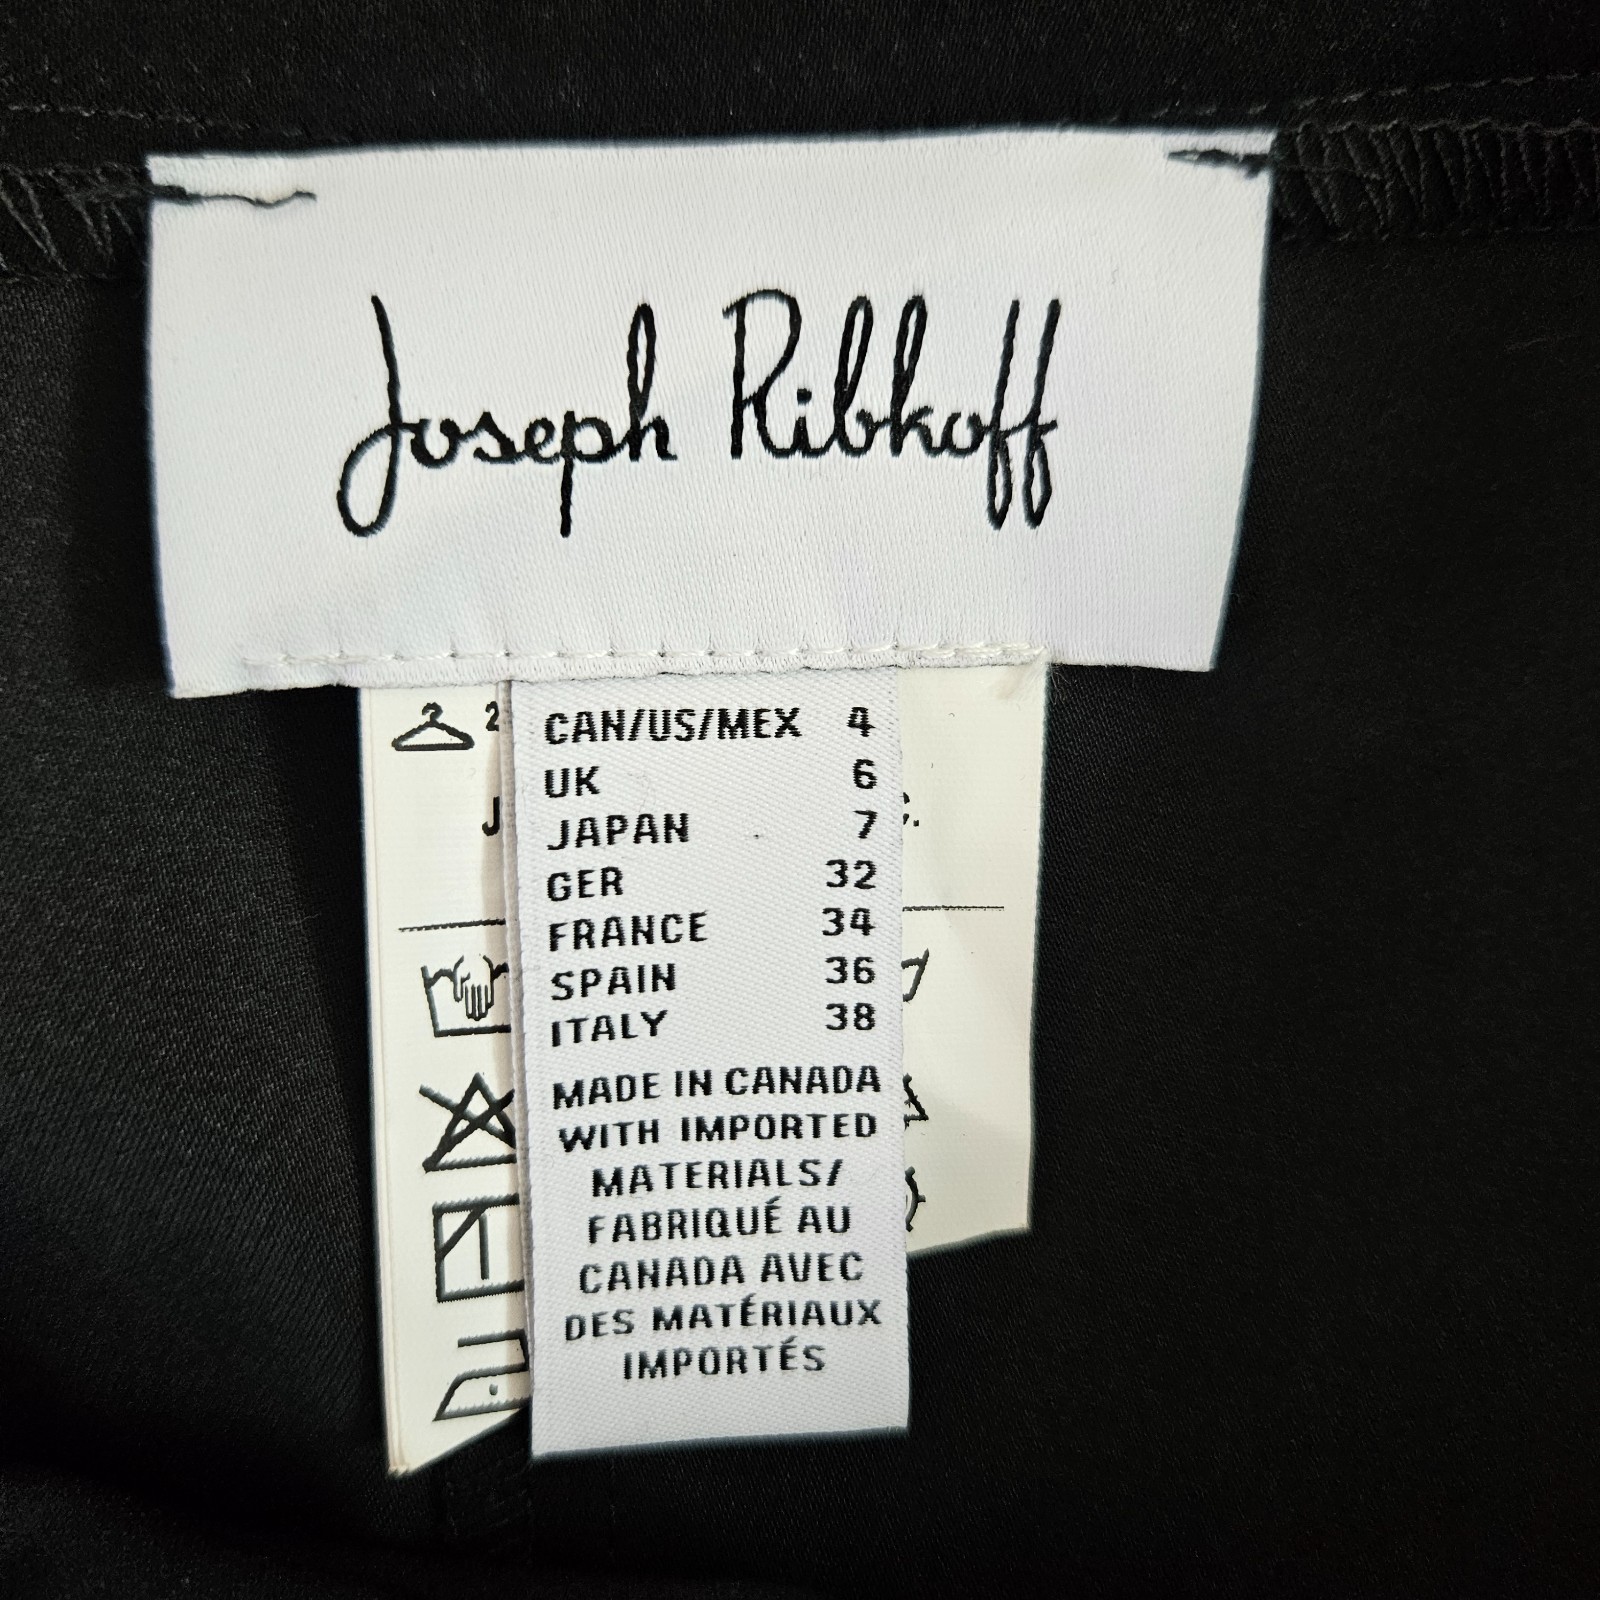 Joseph Ribkoff
CAN/US/MEX 4
UK 6
JAPAN 7
GER 32
FRANCE 34
SPAIN 36
ITALY 38
MADE IN CANADA
WITH IMPORTED
MATERIALS/
FABRIQUÉ AU
CANADA AVEC
DES MATÉRIAUX
IMPORTÉS